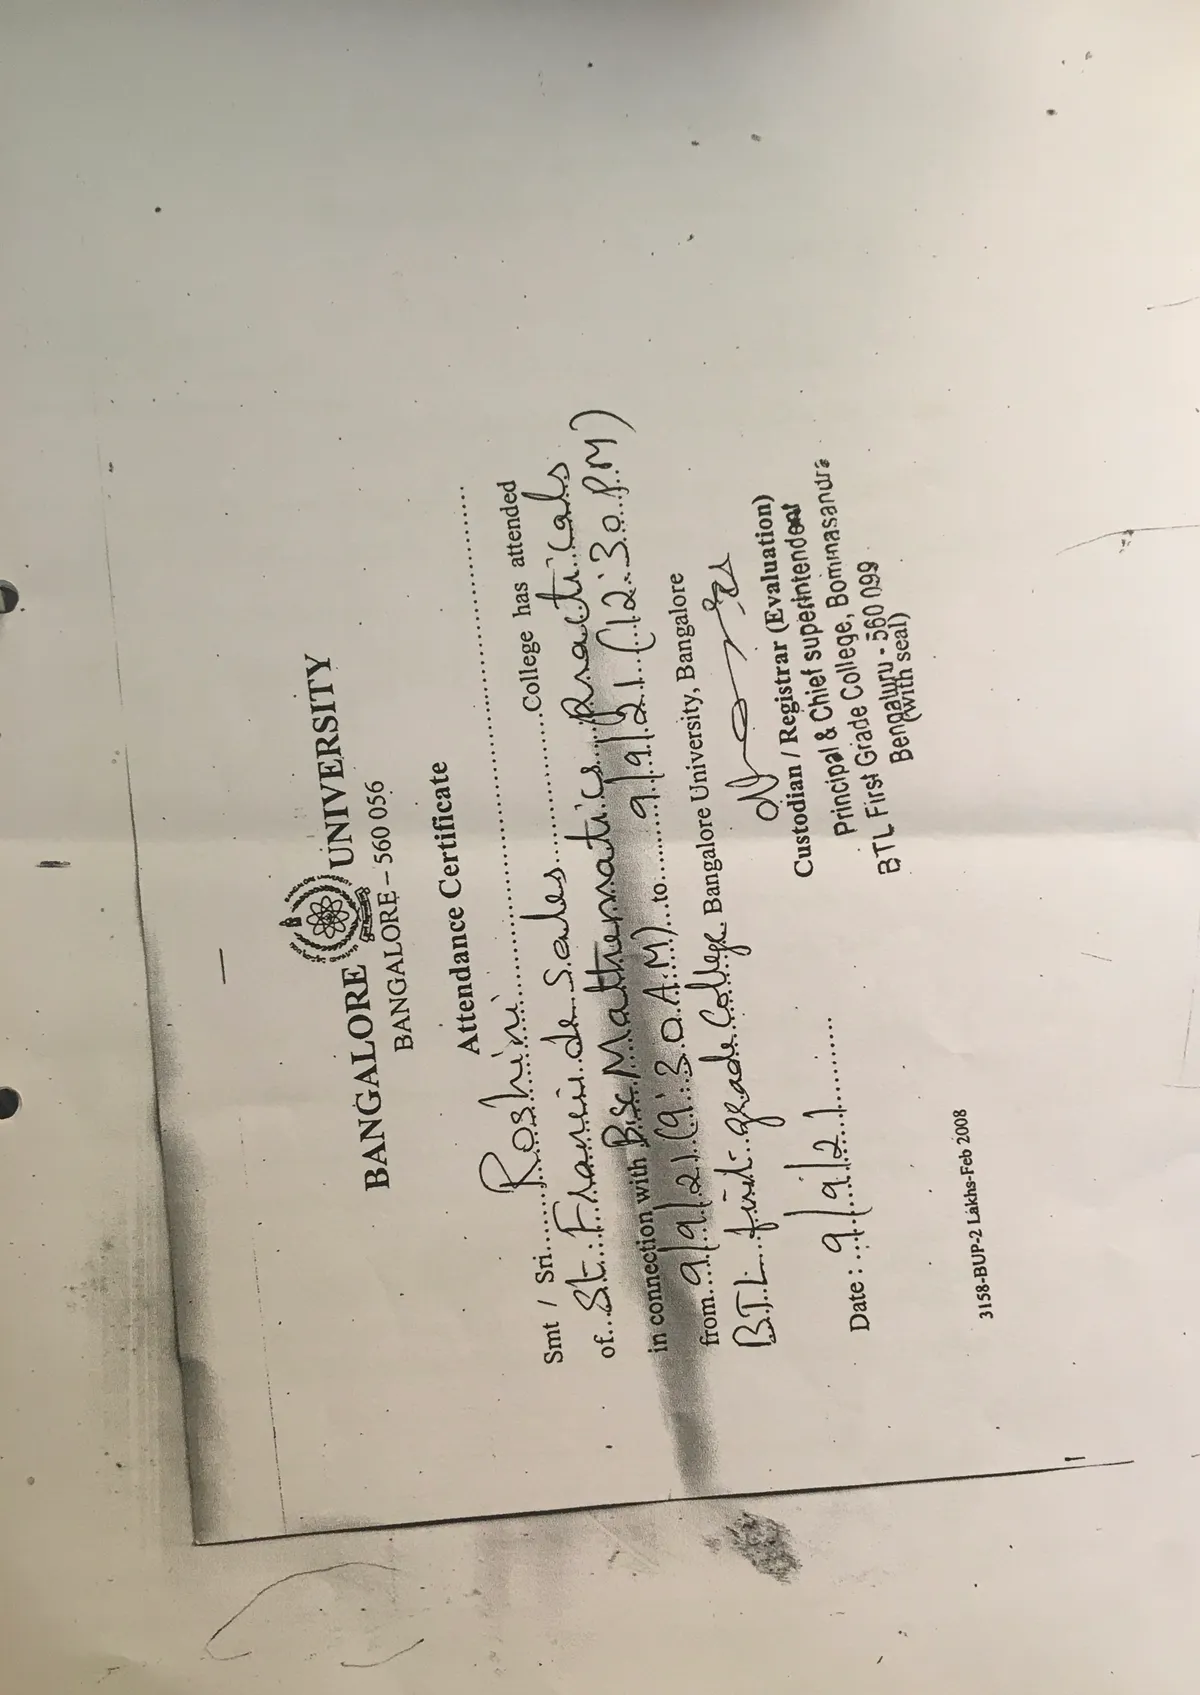 BANGALORE UNIVERSITY
BANGALORE – 560 056
Attendance Certificate
Smt / Sri........Roshini........
of...St. Francis de Sales........College has attended
in connection with B.sc Mathematics Practicals
from...9/9/21 (9:30 AM)...to...9/9/21 (12:30 PM)
BTL first grade College Bangalore University, Bangalore
Custodian / Registrar (Evaluation)
Principal & Chief superintendent
BTL First Grade College, Bommasandra
Bengaluru - 560 099
(with seal)
Date : 9/9/21
3158-BUP-2 Lakhs-Feb 2008